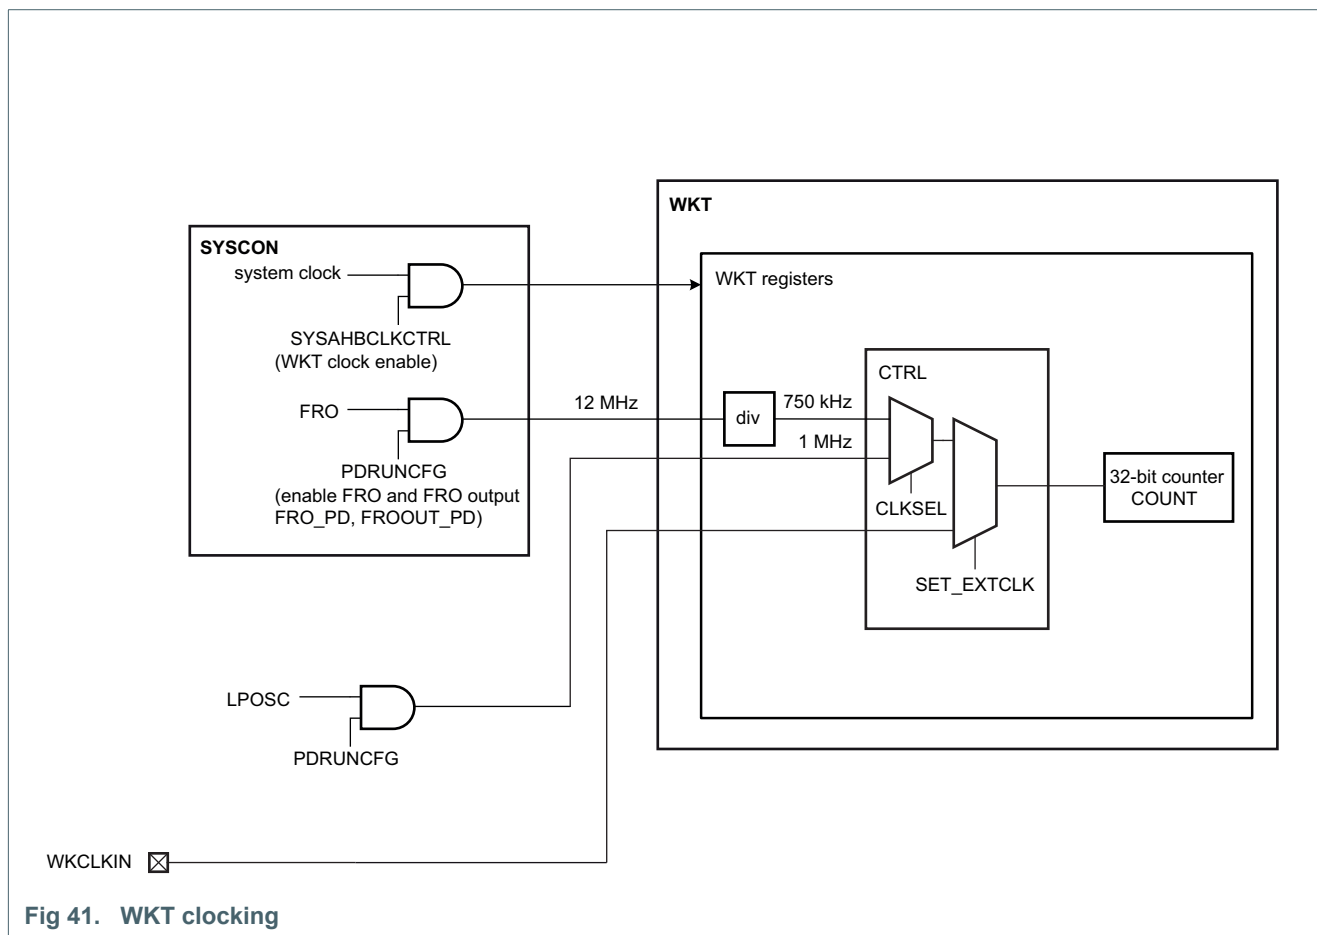 WKT
SYSCON
system clock
WKT registers
SYSAHBCLKCTRL
(WKT clock enable)
CTRL
FRO
12 MHz
div
750 kHz
1 MHz
PDRUNCFG
(enable FRO and FRO output
FRO_PD, FROOUT_PD)
CLKSEL
32-bit counter
COUNT
SET_EXTCLK
LPOSC
PDRUNCFG
WKCLKIN
Fig 41. WKT clocking